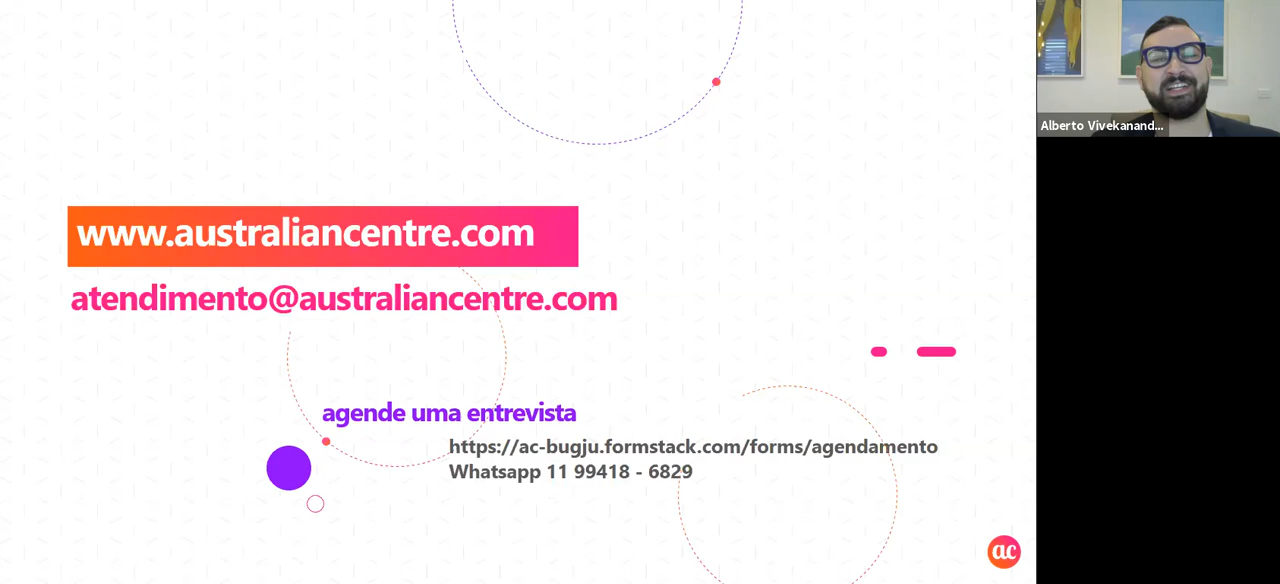 www.australiancentre.com
atendimento@australiancentre.com
agende uma entrevista
https://ac-bugju.formstack.com/forms/agendamento
Whatsapp 11 99418 - 6829
ac
Alberto Vivekanand...